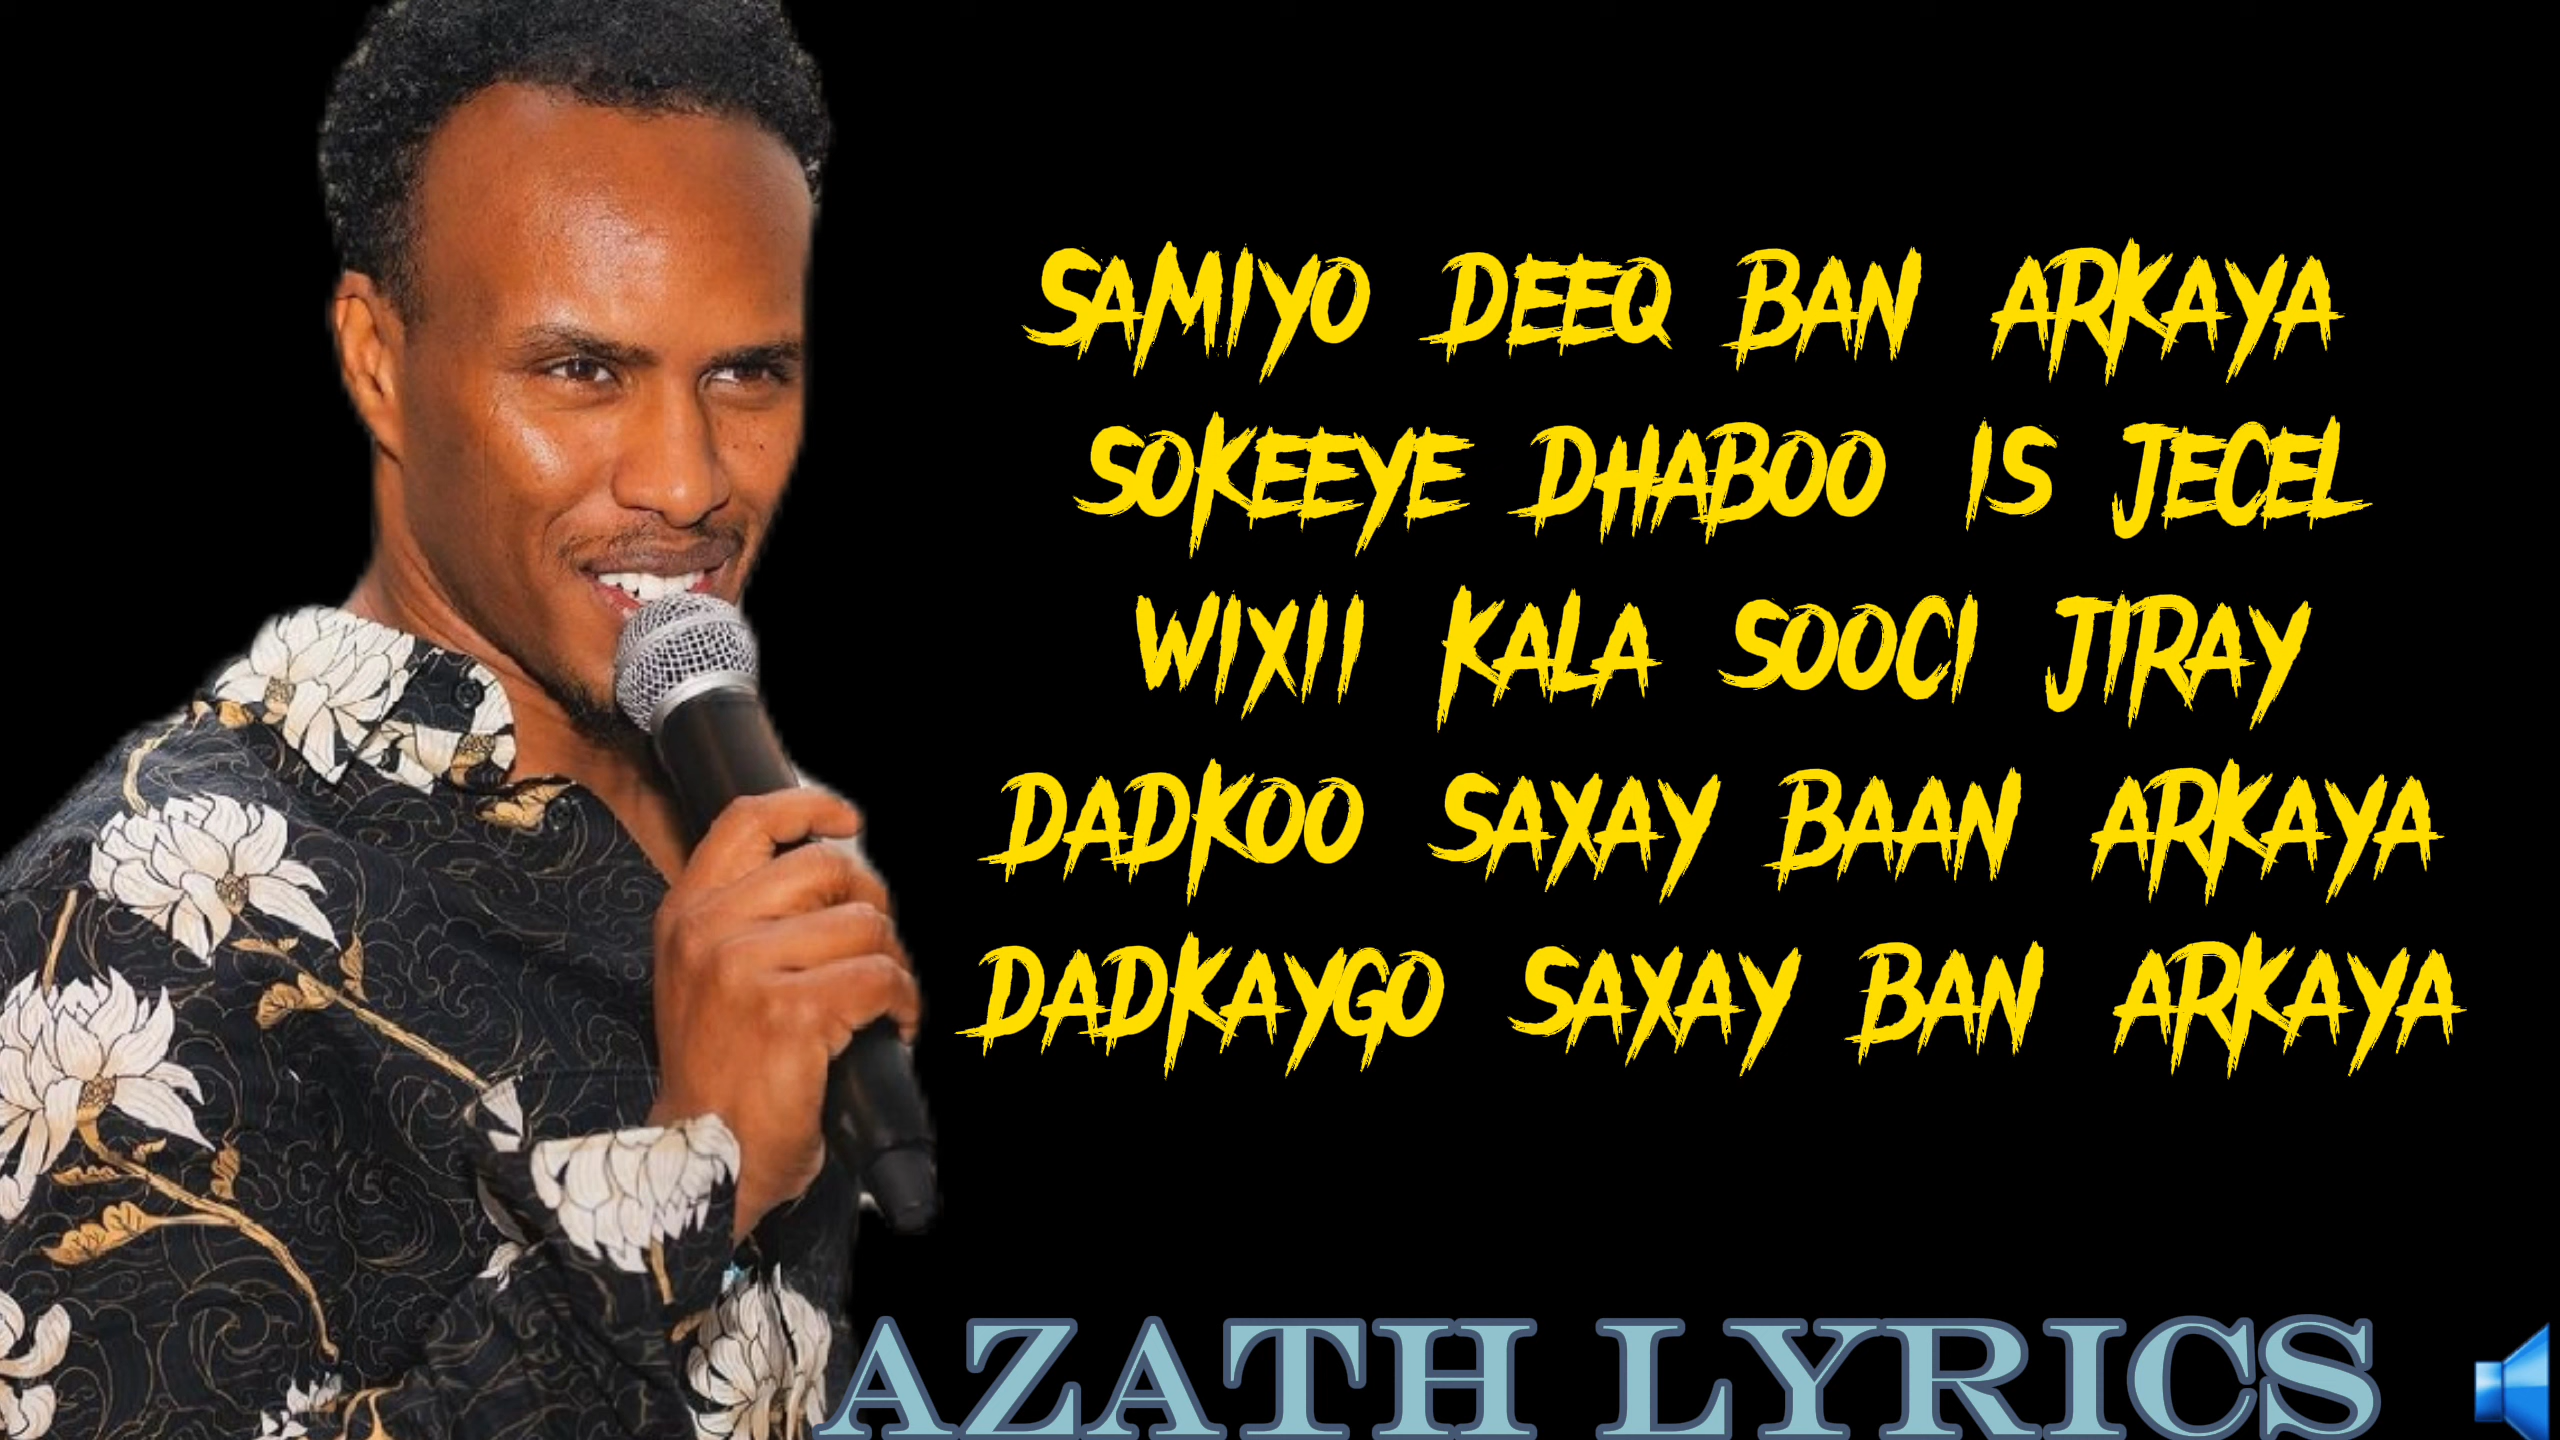 SAMIYO DEEQ BAN ARKAYA
SOKEEYE DHABOO IS JECEL
WIXII KALA SOOCI JIRAY
DADKOO SAXAY BAAN ARKAYA
DADKAYGO SAXAY BAN ARKAYA
AZATH LYRICS